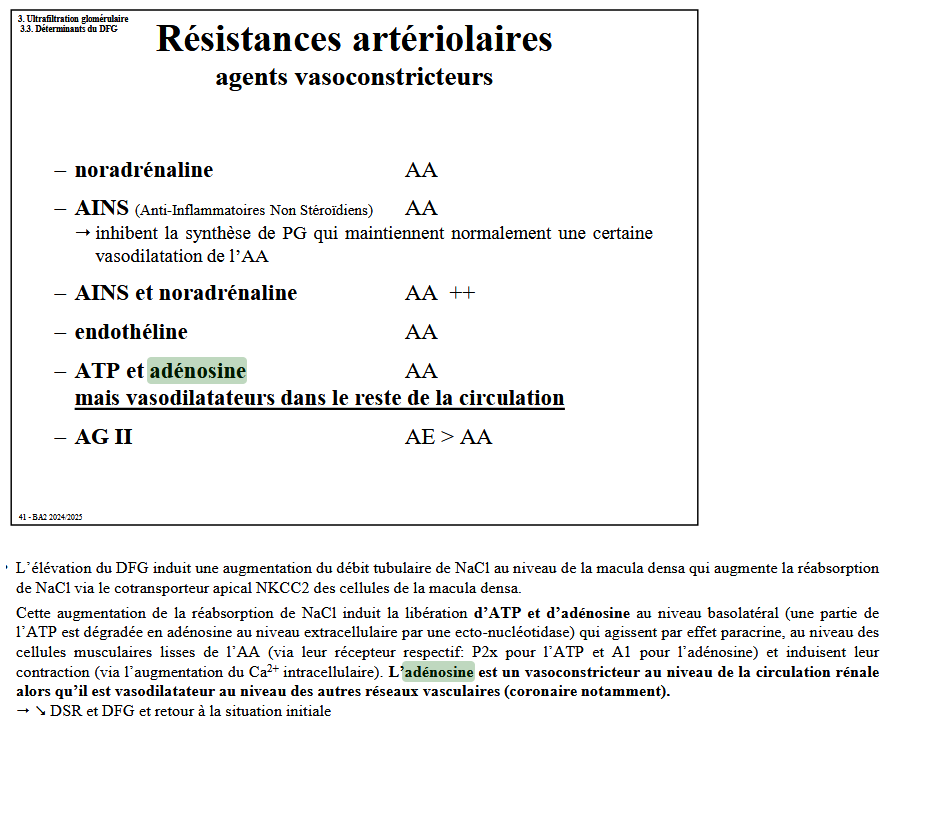 3. Ultrafiltration glomérulaire
3.3. Déterminants du DFG
Résistances artériolaires
agents vasoconstricteurs
– noradrénaline AA
– AINS (Anti-Inflammatoires Non Stéroïdiens) AA
→ inhibent la synthèse de PG qui maintiennent normalement une certaine
vasodilatation de l’AA
– AINS et noradrénaline AA ++
– endothéline AA
– ATP et adénosine AA
mais vasodilatateurs dans le reste de la circulation
– AG II AE > AA
41 - BA2 2024/2025
L’élévation du DFG induit une augmentation du débit tubulaire de NaCl au niveau de la macula densa qui augmente la réabsorption
de NaCl via le cotransporteur apical NKCC2 des cellules de la macula densa.
Cette augmentation de la réabsorption de NaCl induit la libération d’ATP et d’adénosine au niveau basolatéral (une partie de
l’ATP est dégradée en adénosine au niveau extracellulaire par une ecto-nucléotidase) qui agissent par effet paracrine, au niveau des
cellules musculaires lisses de l’AA (via leur récepteur respectif: P2x pour l’ATP et A1 pour l’adénosine) et induisent leur
contraction (via l’augmentation du Ca²⁺ intracellulaire). L’adénosine est un vasoconstricteur au niveau de la circulation rénale
alors qu’il est vasodilatateur au niveau des autres réseaux vasculaires (coronaire notamment).
→ ↘ DSR et DFG et retour à la situation initiale